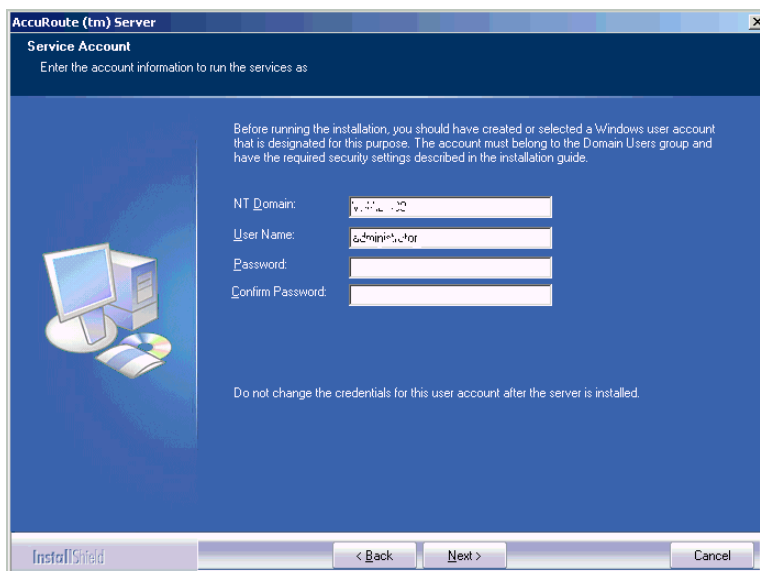 AccuRoute (tm) Server
Service Account
Enter the account information to run the services as
Before running the installation, you should have created or selected a Windows user account
that is designated for this purpose. The account must belong to the Domain Users group and
have the required security settings described in the installation guide.
NT Domain:
User Name: administrator
Password:
Confirm Password:
Do not change the credentials for this user account after the server is installed.
InstallShield
< Back Next > Cancel